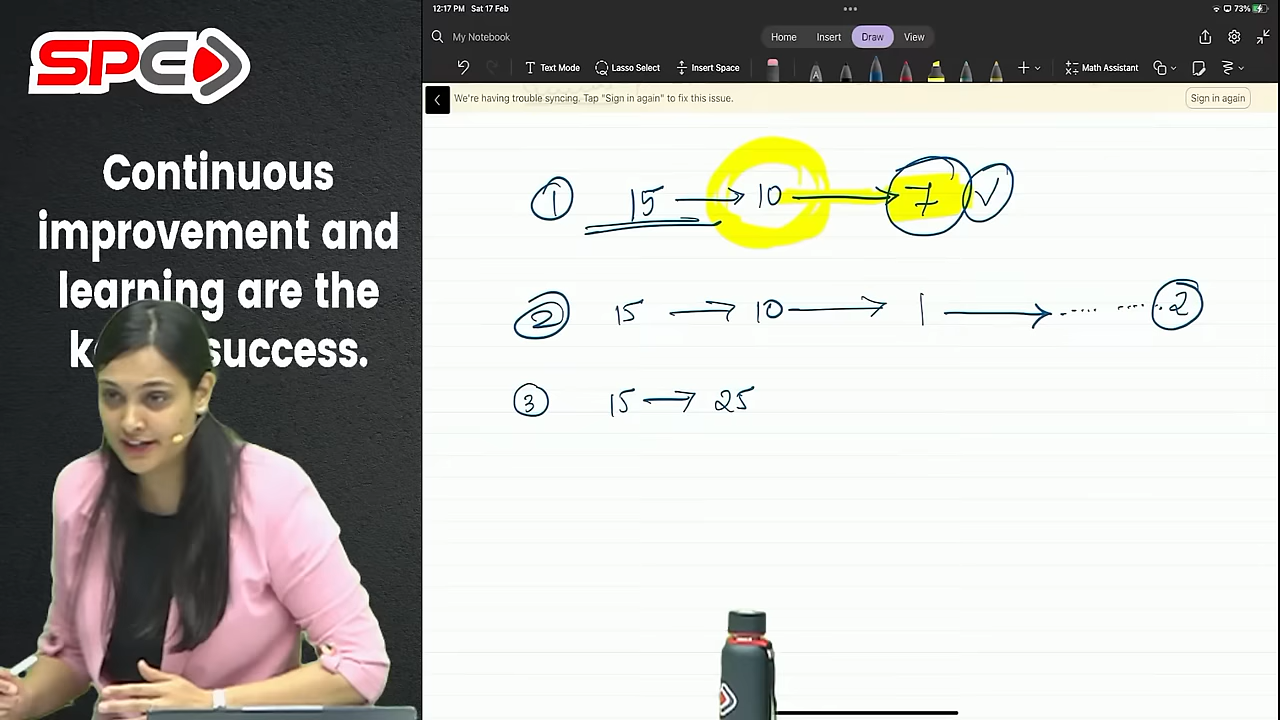 SPED
Continuous
improvement and
learning are the
success.
12:17 PM Sat 17 Feb
73%
My Notebook
Home Insert Draw View
Text Mode Lasso Select Insert Space Math Assistant
We're having trouble syncing. Tap "Sign in again" to fix this issue. Sign in again
① 15 → 10 → 7 ✓
② 15 → 10 → 1 → ..... ..... 2
③ 15 → 25